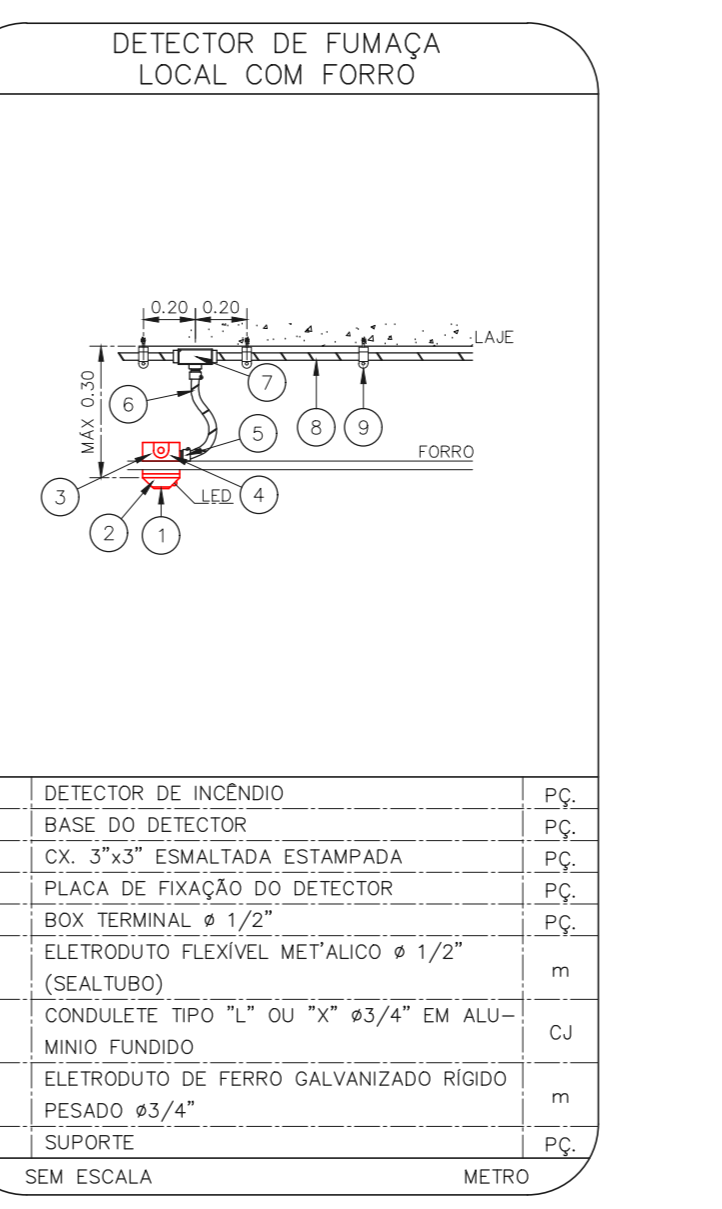 DETECTOR DE FUMAÇA
LOCAL COM FORRO
0.20 0.20
LAJE
MÁX 0.30
7
6
8
9
5
FORRO
3
LED
4
2
1
DETECTOR DE INCÊNDIO PÇ.
BASE DO DETECTOR PÇ.
CX. 3"x3" ESMALTADA ESTAMPADA PÇ.
PLACA DE FIXAÇÃO DO DETECTOR PÇ.
BOX TERMINAL ø 1/2" PÇ.
ELETRODUTO FLEXÍVEL MET'ALICO ø 1/2"
(SEALTUBO) m
CONDULETE TIPO "L" OU "X" ø3/4" EM ALU-
MINIO FUNDIDO CJ
ELETRODUTO DE FERRO GALVANIZADO RÍGIDO
PESADO ø3/4" m
SUPORTE PÇ.
SEM ESCALA METRO